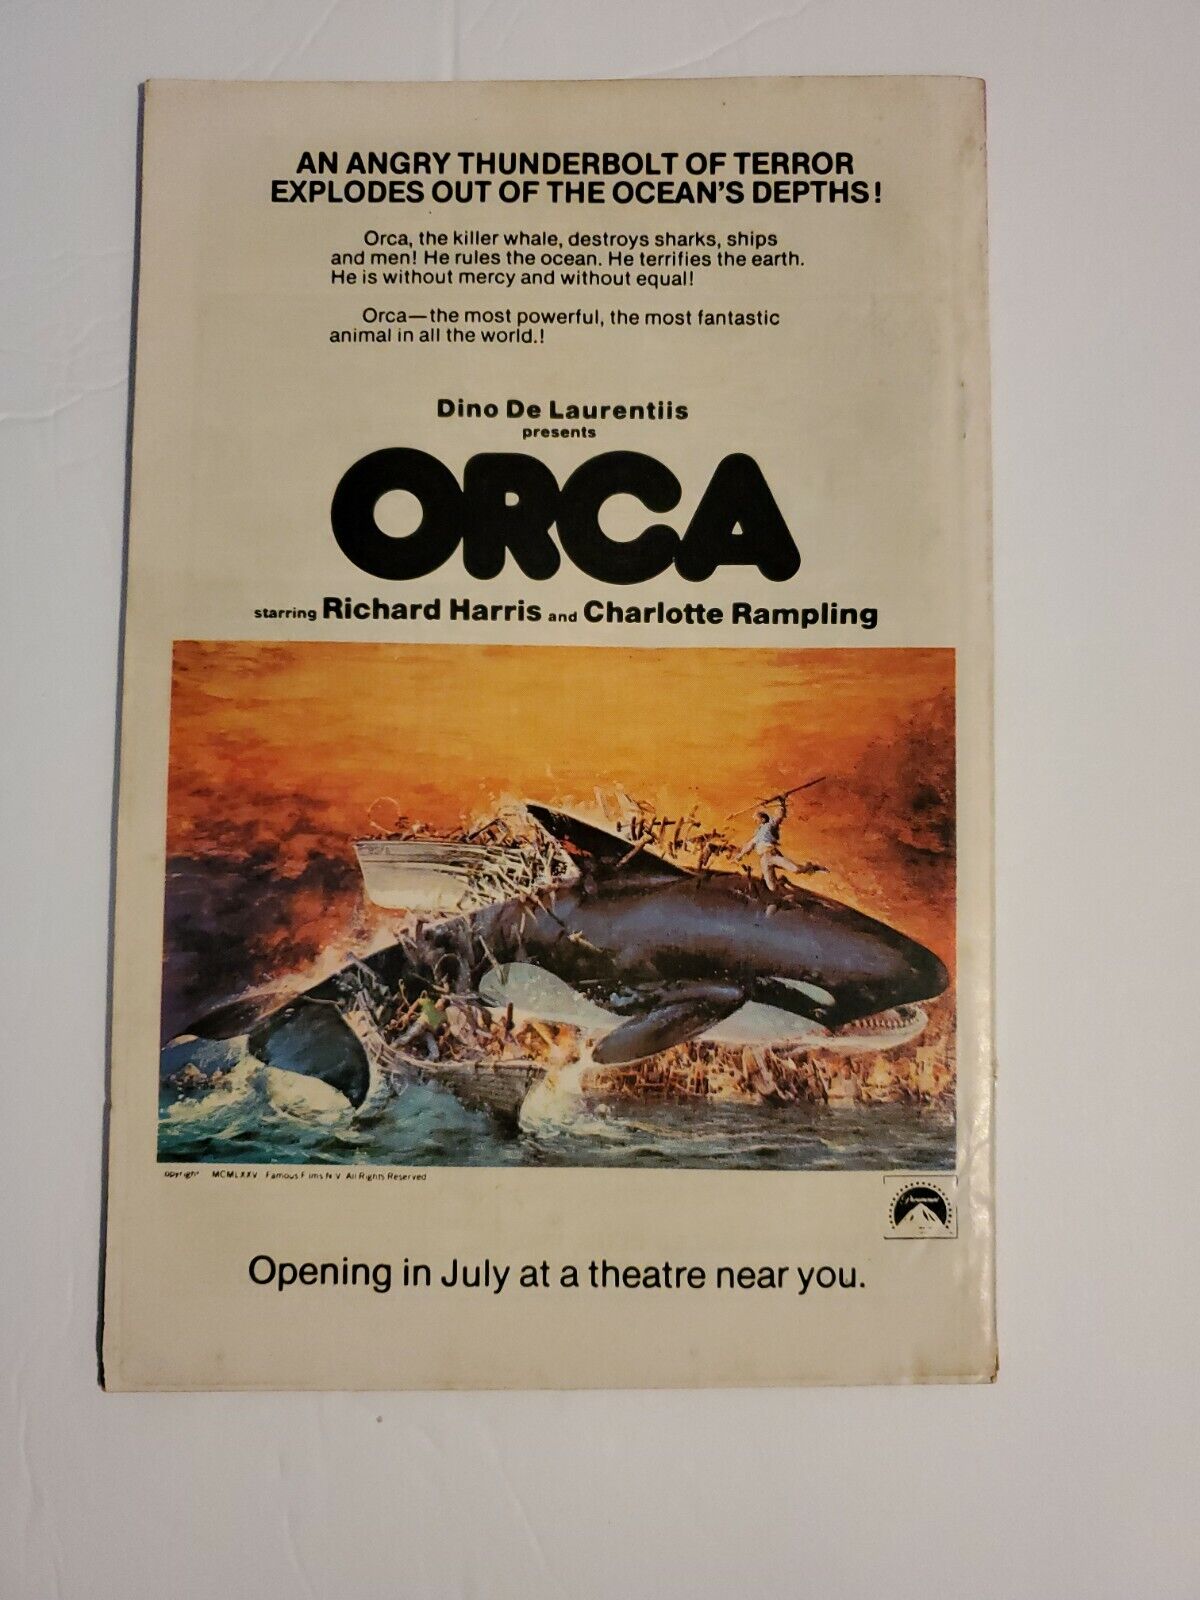 AN ANGRY THUNDERBOLT OF TERROR
EXPLODES OUT OF THE OCEAN'S DEPTHS!
Orca, the killer whale, destroys sharks, ships
and men! He rules the ocean. He terrifies the earth.
He is without mercy and without equal!
Orca—the most powerful, the most fantastic
animal in all the world.!
Dino De Laurentiis
presents
ORCA
starring Richard Harris and Charlotte Rampling
MCMLXXV Famous Films N V All Rights Reserved
Paramount
Opening in July at a theatre near you.